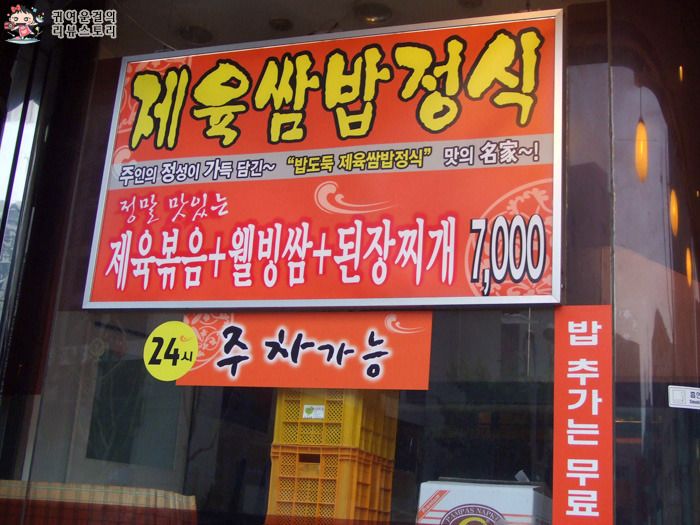 귀여운걸의
리뷰스토리
제육쌈밥정식
주인의 정성이 가득 담긴~ “밥도둑 제육쌈밥정식” 맛의 名家~!
정말 맛있는
제육볶음+웰빙쌈+된장찌개 7,000
24시 주차가능
밥 추가는 무료